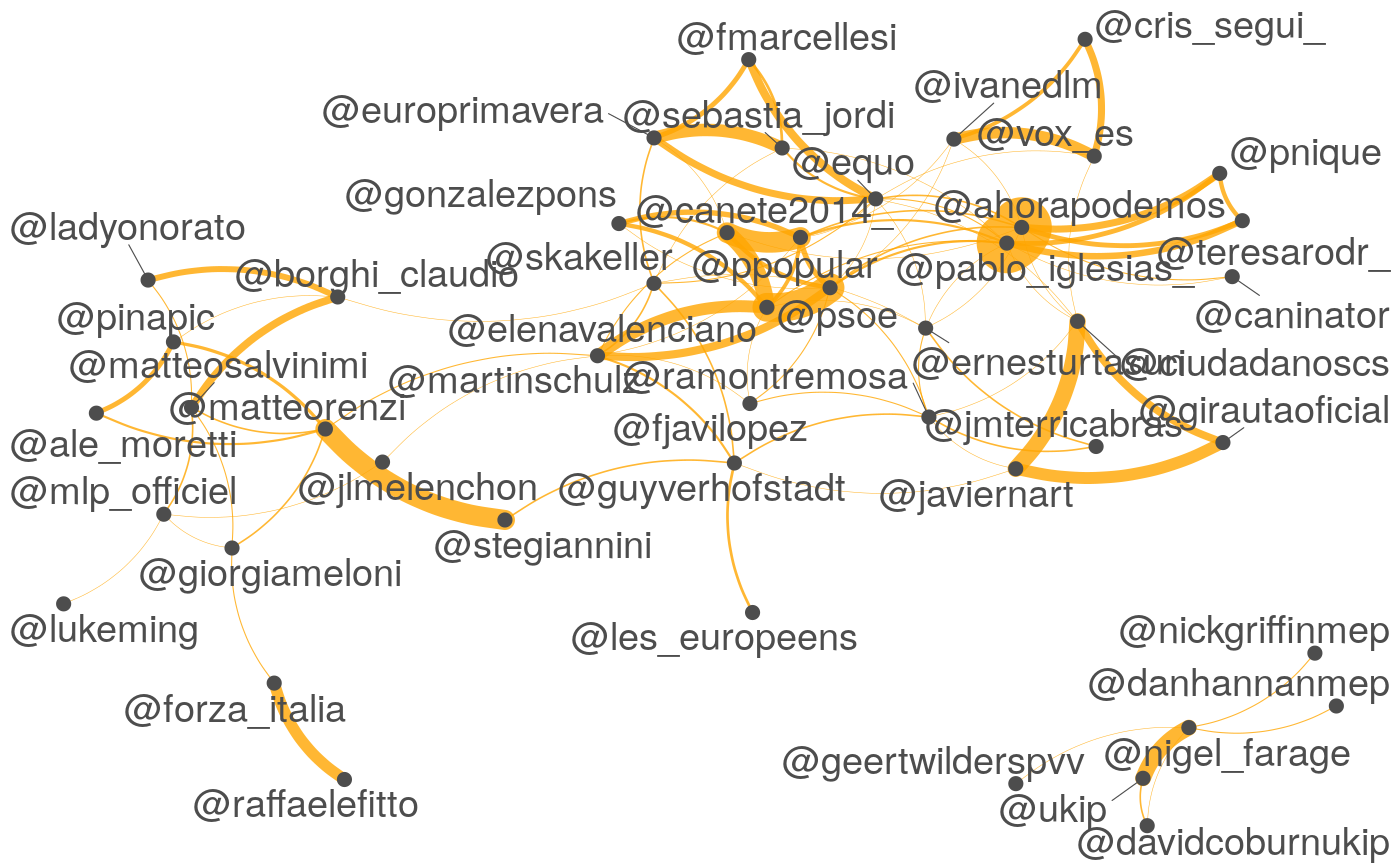 @cris_segui_
@fmarcellesi
@ivanedlm
@europrimavera
@sebastia_jordi
@vox_es
@pnique
@equo
@gonzalezpons
@ahorapodemos
@canete2014_
@ladyonorato
@teresarodr_
@skakeller
@ppopular
@pablo_iglesias_
@borghi_claudio
@pinapic
@psoe
@caninator
@elenavalenciano
@matteosalvinimi
@ernesturtasun
@ciudadanoscs
@martinschulz
@ramontremosa
@matteorenzi
@girautaoficial
@jmterricabras
@fjavilopez
@ale_moretti
@mlp_officiel
@jlmelenchon
@guyverhofstadt
@javiernart
@stegiannini
@giorgiameloni
@lukeming
@les_europeens
@nickgriffinmep
@danhannanmep
@forza_italia
@nigel_farage
@geertwilderspvv
@raffaelefitto
@ukip
@davidcoburnukip